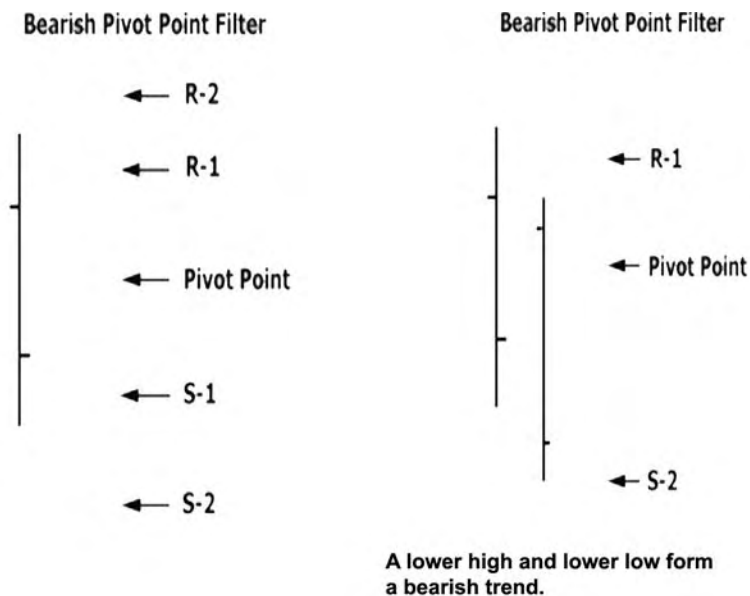 Bearish Pivot Point Filter
R-2
R-1
Pivot Point
S-1
S-2
Bearish Pivot Point Filter
R-1
Pivot Point
S-2
A lower high and lower low form
a bearish trend.